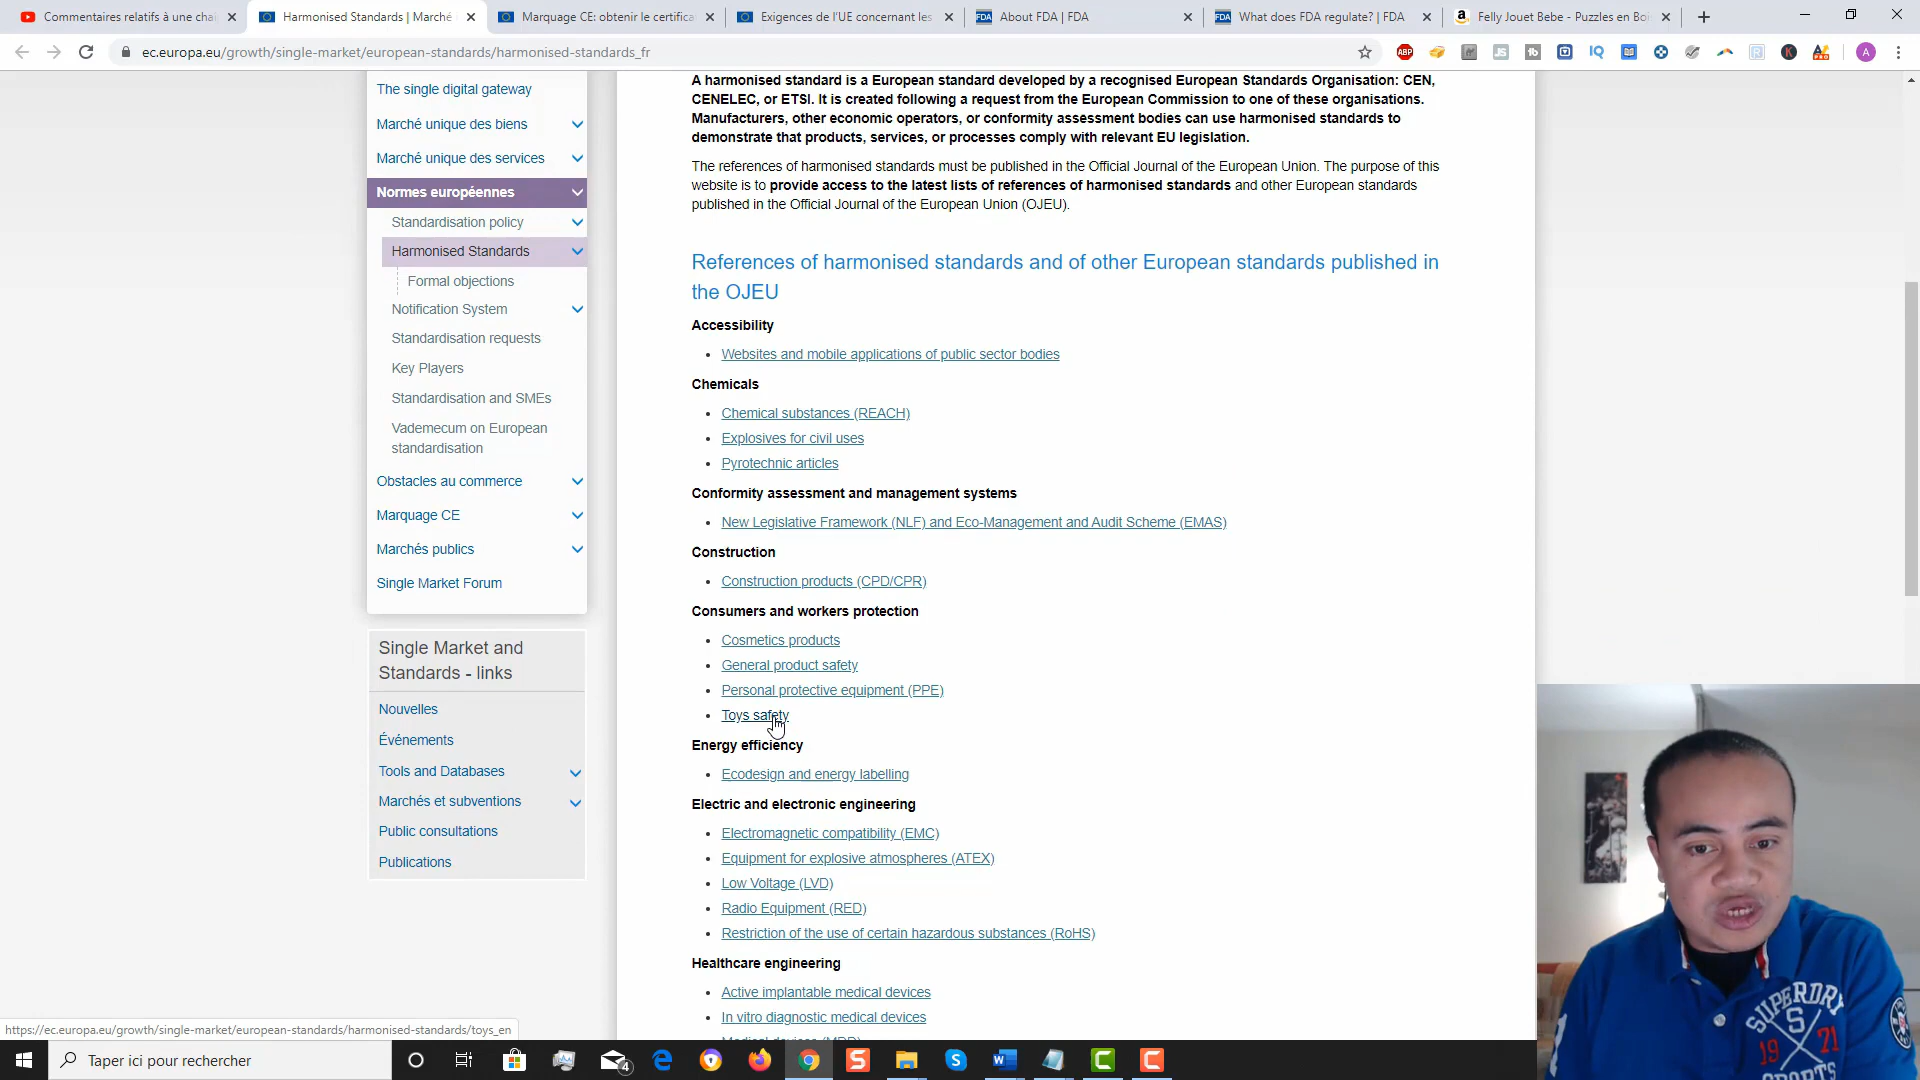 Commentaires relatifs à une chaî
Harmonised Standards | Marché
Marquage CE: obtenir le certifica
Exigences de l'UE concernant les
FDA About FDA | FDA
FDA What does FDA regulate? | FDA
Felly Jouet Bebe - Puzzles en Boi
ec.europa.eu/growth/single-market/european-standards/harmonised-standards_fr
ABP
A
The single digital gateway
Marché unique des biens
Marché unique des services
Normes européennes
Standardisation policy
Harmonised Standards
Formal objections
Notification System
Standardisation requests
Key Players
Standardisation and SMEs
Vademecum on European
standardisation
Obstacles au commerce
Marquage CE
Marchés publics
Single Market Forum
Single Market and
Standards - links
Nouvelles
Événements
Tools and Databases
Marchés et subventions
Public consultations
Publications
A harmonised standard is a European standard developed by a recognised European Standards Organisation: CEN,
CENELEC, or ETSI. It is created following a request from the European Commission to one of these organisations.
Manufacturers, other economic operators, or conformity assessment bodies can use harmonised standards to
demonstrate that products, services, or processes comply with relevant EU legislation.
The references of harmonised standards must be published in the Official Journal of the European Union. The purpose of this
website is to provide access to the latest lists of references of harmonised standards and other European standards
published in the Official Journal of the European Union (OJEU).
References of harmonised standards and of other European standards published in
the OJEU
Accessibility
• Websites and mobile applications of public sector bodies
Chemicals
• Chemical substances (REACH)
• Explosives for civil uses
• Pyrotechnic articles
Conformity assessment and management systems
• New Legislative Framework (NLF) and Eco-Management and Audit Scheme (EMAS)
Construction
• Construction products (CPD/CPR)
Consumers and workers protection
• Cosmetics products
• General product safety
• Personal protective equipment (PPE)
• Toys safety
Energy efficiency
• Ecodesign and energy labelling
Electric and electronic engineering
• Electromagnetic compatibility (EMC)
• Equipment for explosive atmospheres (ATEX)
• Low Voltage (LVD)
• Radio Equipment (RED)
• Restriction of the use of certain hazardous substances (RoHS)
Healthcare engineering
• Active implantable medical devices
• In vitro diagnostic medical devices
https://ec.europa.eu/growth/single-market/european-standards/harmonised-standards/toys_en
Taper ici pour rechercher
4
SUPERDRY
S
19 21
SPORTS